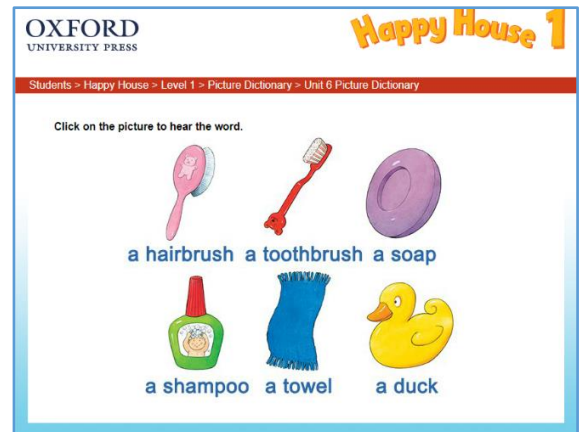 OXFORD
UNIVERSITY PRESS
Happy House 1
Students > Happy House > Level 1 > Picture Dictionary > Unit 6 Picture Dictionary
Click on the picture to hear the word.
a hairbrush a toothbrush a soap
a shampoo a towel a duck